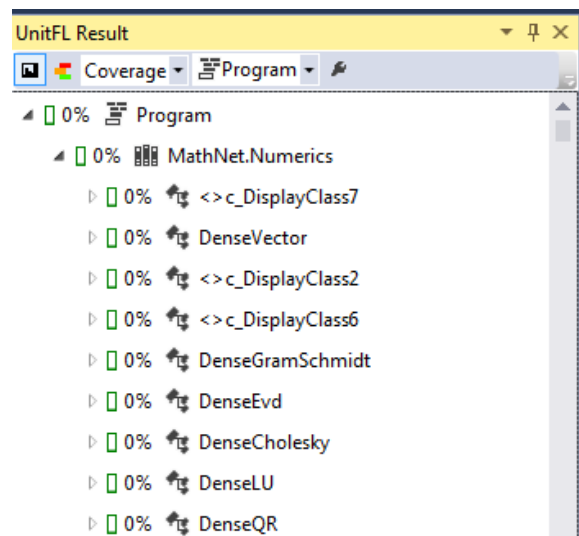 UnitFL Result
Coverage Program
0% Program
0% MathNet.Numerics
0% <>c_DisplayClass7
0% DenseVector
0% <>c_DisplayClass2
0% <>c_DisplayClass6
0% DenseGramSchmidt
0% DenseEvd
0% DenseCholesky
0% DenseLU
0% DenseQR